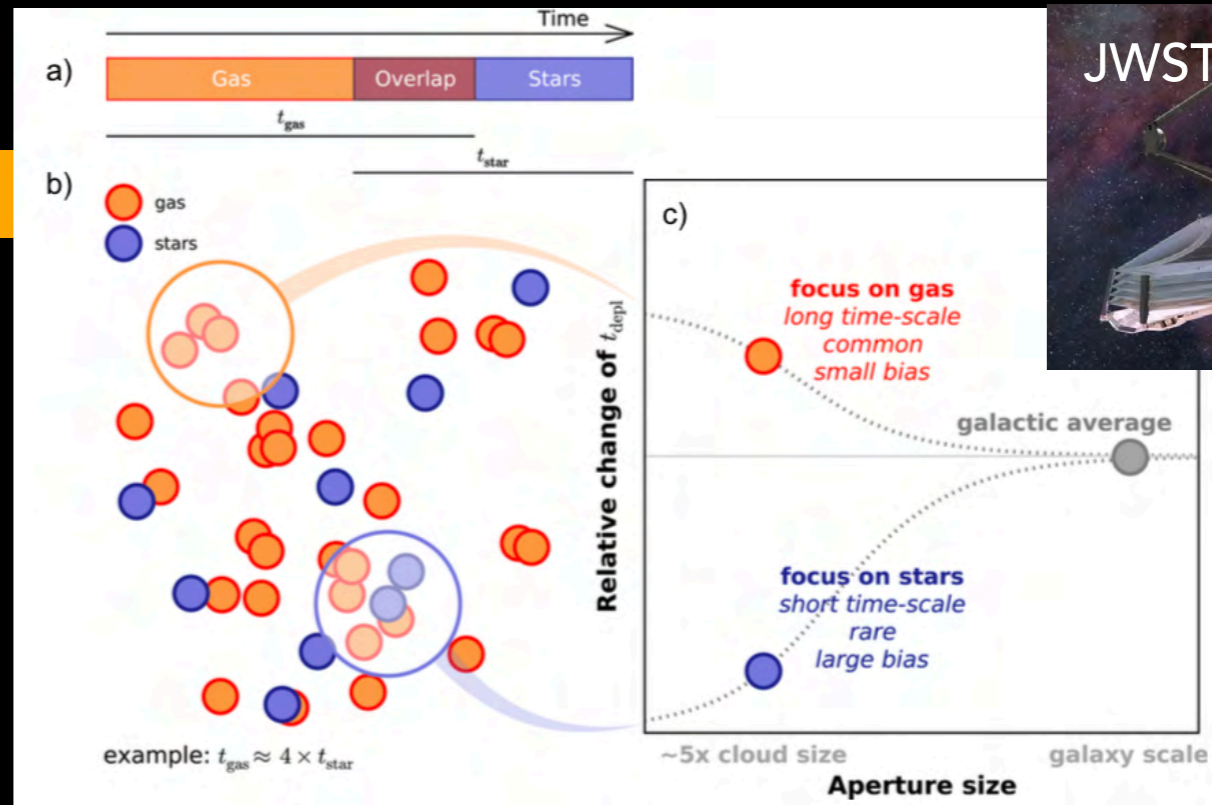 Time
JWST
a)
Gas
Overlap
Stars
t_gas
t_star
b)
gas
stars
c)
focus on gas
long time-scale
common
small bias
galactic average
Relative change of t_depl
focus on stars
short time-scale
rare
large bias
example: t_gas ≈ 4 × t_star
~5x cloud size
galaxy scale
Aperture size